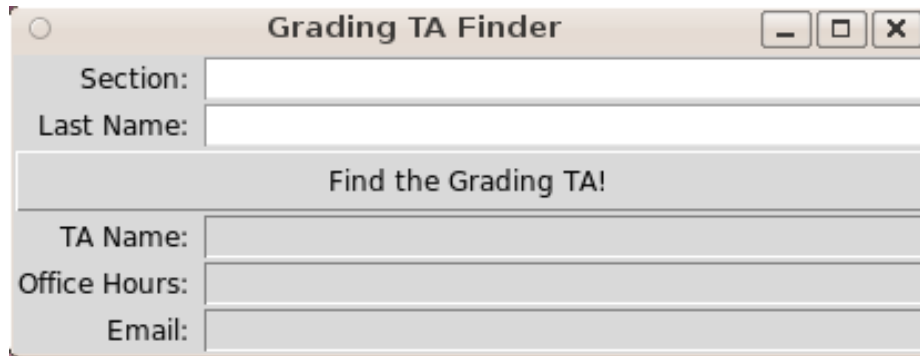 Grading TA Finder
Section:
Last Name:
Find the Grading TA!
TA Name:
Office Hours:
Email: